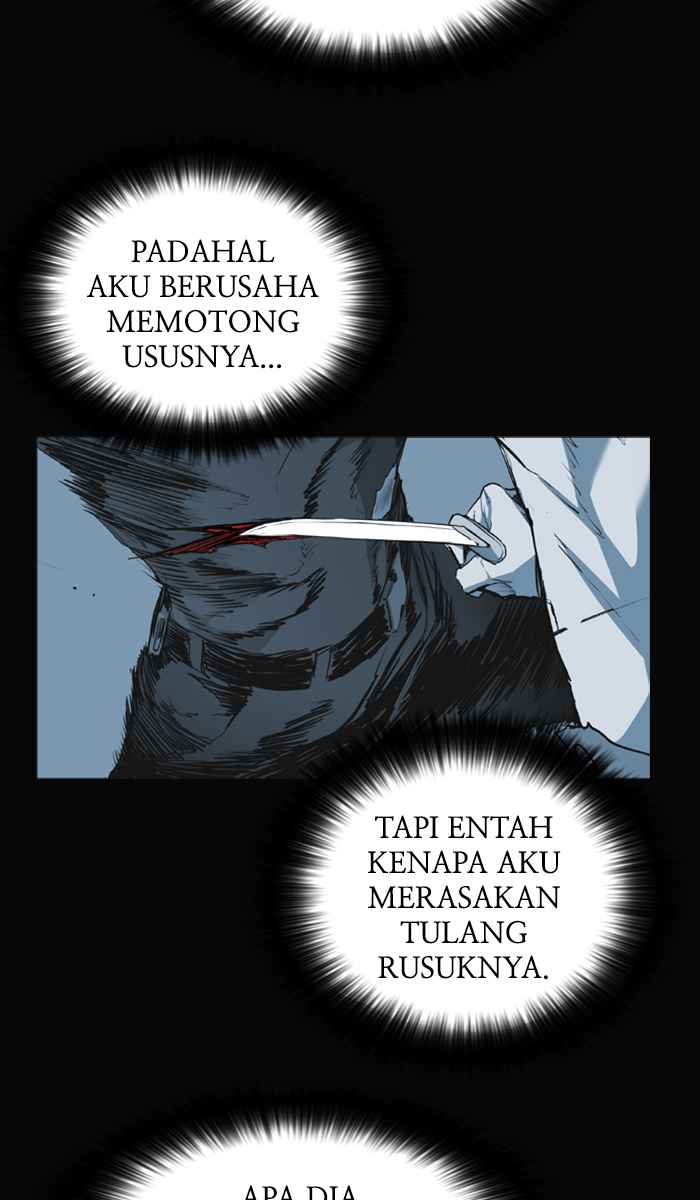 PADAHAL
AKU BERUSAHA
MEMOTONG
USUSNYA...
TAPI ENTAH
KENAPA AKU
MERASAKAN
TULANG
RUSUKNYA.
APA DIA